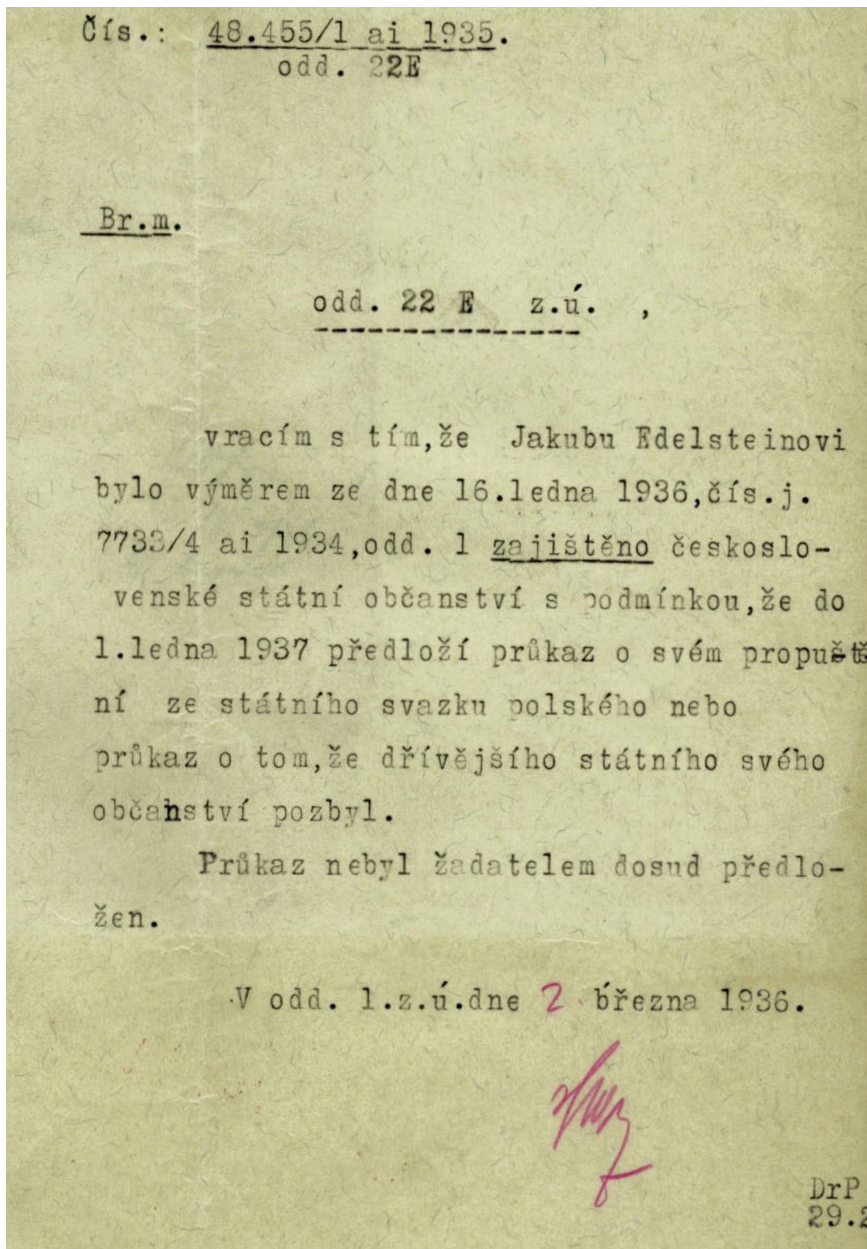 Čís.: 48.455/1 ai 1935.
odd. 22E
Br.m.
odd. 22 E z.ú. ,
vracím s tím,že Jakubu Edelsteinovi
bylo výměrem ze dne 16.ledna 1936,čís.j.
7733/4 ai 1934,odd. 1 zajištěno českoslo-
venské státní občanství s podmínkou,že do
1.ledna 1937 předloží průkaz o svém propuště
ní ze státního svazku polského nebo
průkaz o tom,že dřívějšího státního svého
občanství pozbyl.
Průkaz nebyl žadatelem dosud předlo-
žen.
V odd. 1.z.ú.dne 2 března 1936.
DrP
29.2